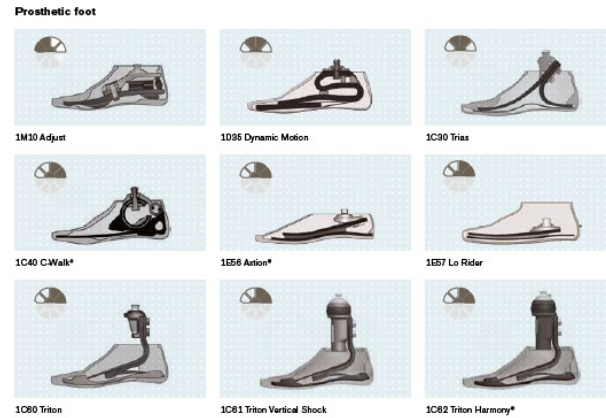 Prosthetic foot
1M10 Adjust
1D35 Dynamic Motion
1C30 Trias
1C40 C-Walk®
1E56 Axtion®
1E57 Lo Rider
1C60 Triton
1C61 Triton Vertical Shock
1C62 Triton Harmony®